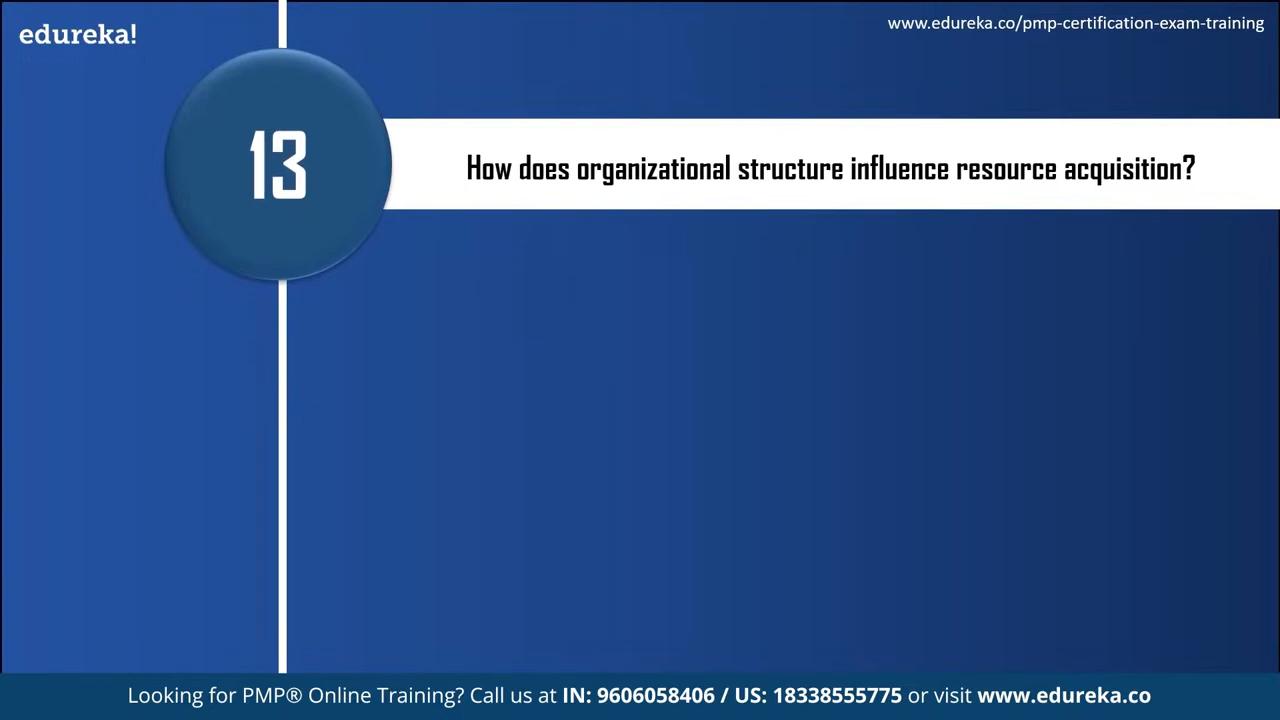 edureka!
www.edureka.co/pmp-certification-exam-training
13
How does organizational structure influence resource acquisition?
Looking for PMP® Online Training? Call us at IN: 9606058406 / US: 18338555775 or visit www.edureka.co